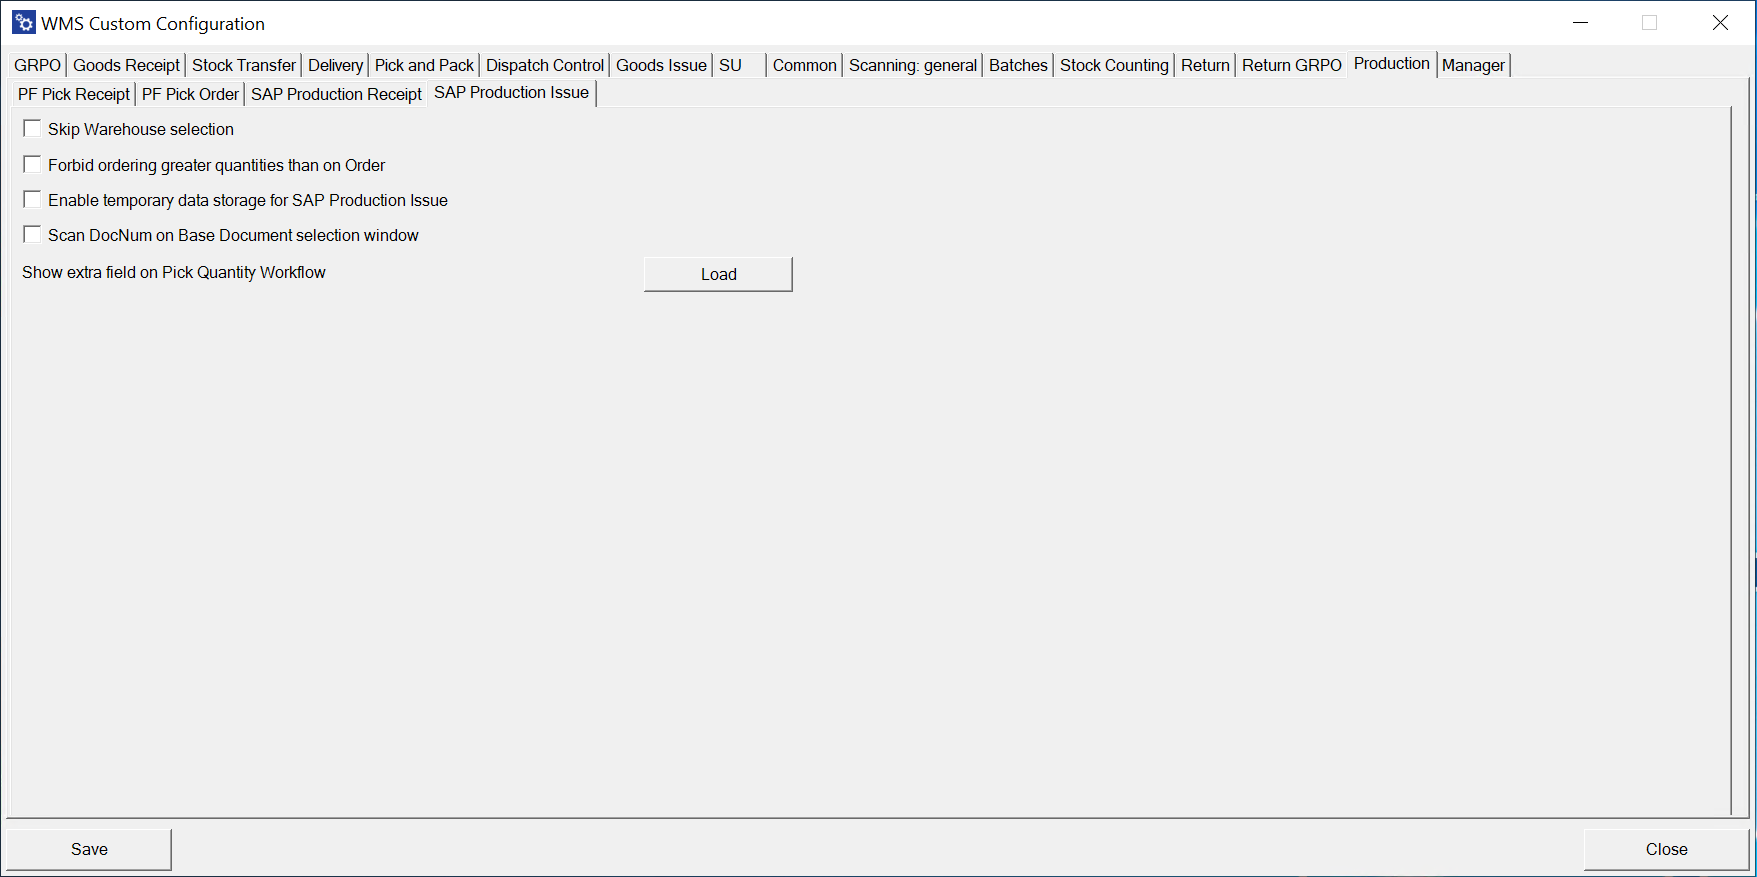 WMS Custom Configuration
GRPO Goods Receipt Stock Transfer Delivery Pick and Pack Dispatch Control Goods Issue SU Common Scanning: general Batches Stock Counting Return Return GRPO Production Manager
PF Pick Receipt PF Pick Order SAP Production Receipt SAP Production Issue
Skip Warehouse selection
Forbid ordering greater quantities than on Order
Enable temporary data storage for SAP Production Issue
Scan DocNum on Base Document selection window
Show extra field on Pick Quantity Workflow Load
Save Close